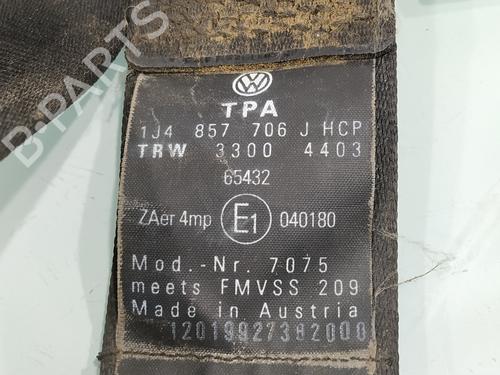 B-PARTS
VW
TPA
1J4 857 706 J HCP
TRW 3300 4403
65432
ZAer 4mp E1 040180
Mod.-Nr. 7075
meets FMVSS 209
Made in Austria